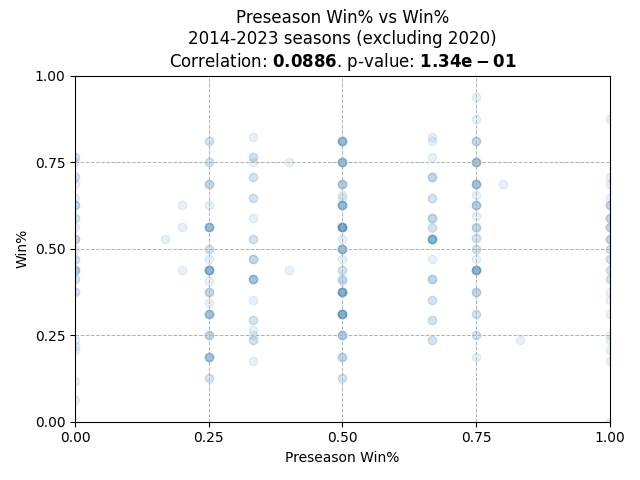 Preseason Win% vs Win%
2014-2023 seasons (excluding 2020)
Correlation: 0.0886. p-value: 1.34e − 01
1.00
0.75
0.50
0.25
0.00
Win%
0.00 0.25 0.50 0.75 1.00
Preseason Win%